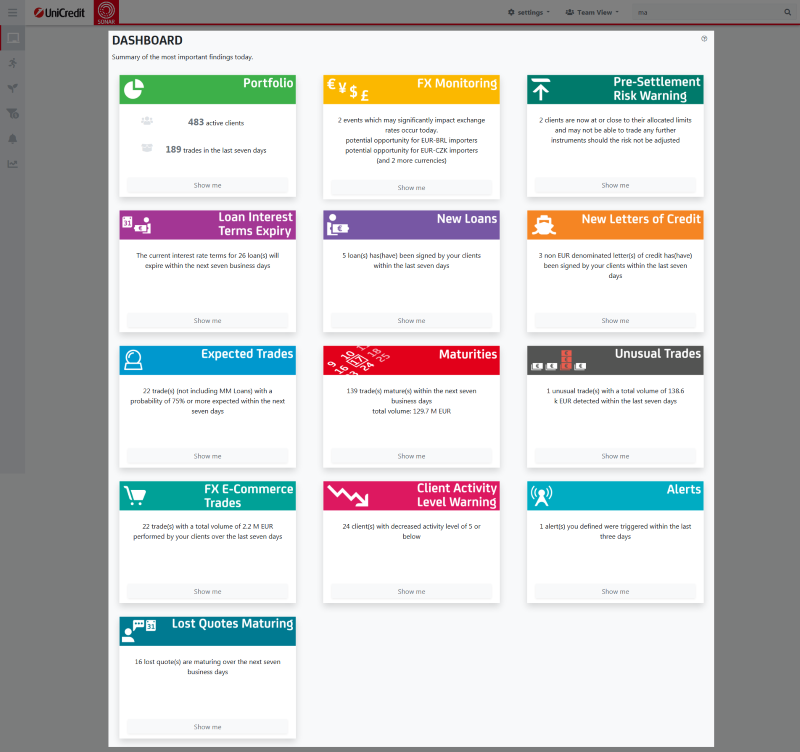 UniCredit
SONAR
settings
Team View
ma
DASHBOARD
Summary of the most important findings today.
Portfolio
483 active clients
189 trades in the last seven days
Show me
€ ¥ $ £
FX Monitoring
2 events which may significantly impact exchange
rates occur today.
potential opportunity for EUR-BRL importers
potential opportunity for EUR-CZK importers
(and 2 more currencies)
Show me
Pre-Settlement
Risk Warning
2 clients are now at or close to their allocated limits
and may not be able to trade any further
instruments should the risk not be adjusted
Show me
31
€
Loan Interest
Terms Expiry
The current interest rate terms for 26 loan(s) will
expire within the next seven business days
Show me
€
New Loans
5 loan(s) has(have) been signed by your clients
within the last seven days
Show me
New Letters of Credit
3 non EUR denominated letter(s) of credit has(have)
been signed by your clients within the last seven
days
Show me
Expected Trades
22 trade(s) (not including MM Loans) with a
probability of 75% or more expected within the next
seven days
Show me
Maturities
139 trade(s) mature(s) within the next seven
business days
total volume: 129.7 M EUR
Show me
Unusual Trades
1 unusual trade(s) with a total volume of 138.6
k EUR detected within the last seven days
Show me
FX E-Commerce
Trades
22 trade(s) with a total volume of 2.2 M EUR
performed by your clients over the last seven days
Show me
Client Activity
Level Warning
24 client(s) with decreased activity level of 5 or
below
Show me
Alerts
1 alert(s) you defined were triggered within the last
three days
Show me
31
Lost Quotes Maturing
16 lost quote(s) are maturing over the next seven
business days
Show me